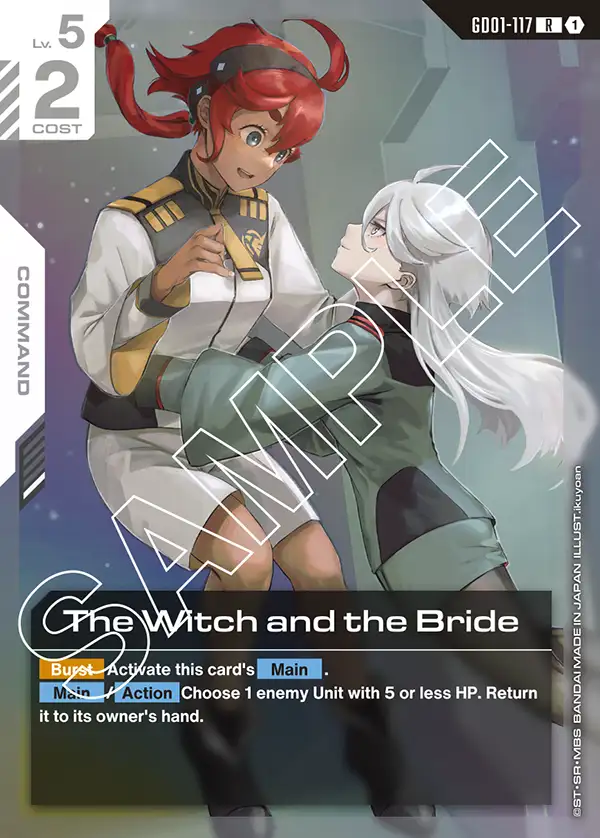 GD01-117 R 1
Lv. 5
2
COST
COMMAND
SAMPLE
The Witch and the Bride
Burst Activate this card's Main .
Main / Action Choose 1 enemy Unit with 5 or less HP. Return
it to its owner's hand.
©ST・SR・MBS BANDAI MADE IN JAPAN ILLUST.kuyoan